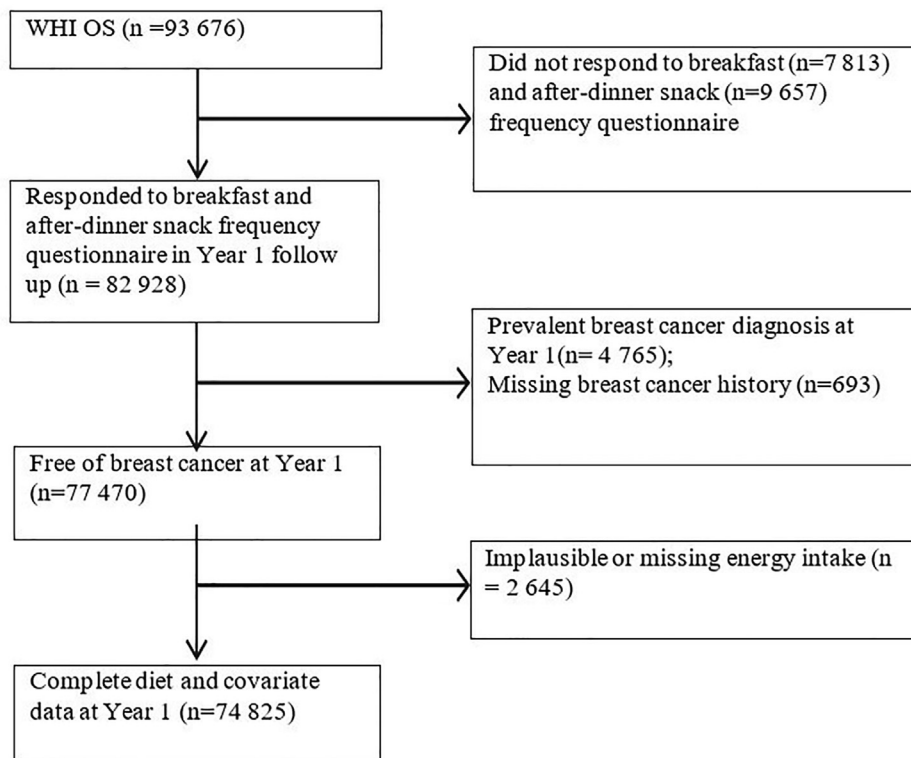 WHI OS (n =93 676)
Did not respond to breakfast (n=7 813)
and after-dinner snack (n=9 657)
frequency questionnaire
Responded to breakfast and
after-dinner snack frequency
questionnaire in Year 1 follow
up (n = 82 928)
Prevalent breast cancer diagnosis at
Year 1(n= 4 765);
Missing breast cancer history (n=693)
Free of breast cancer at Year 1
(n=77 470)
Implausible or missing energy intake (n
= 2 645)
Complete diet and covariate
data at Year 1 (n=74 825)